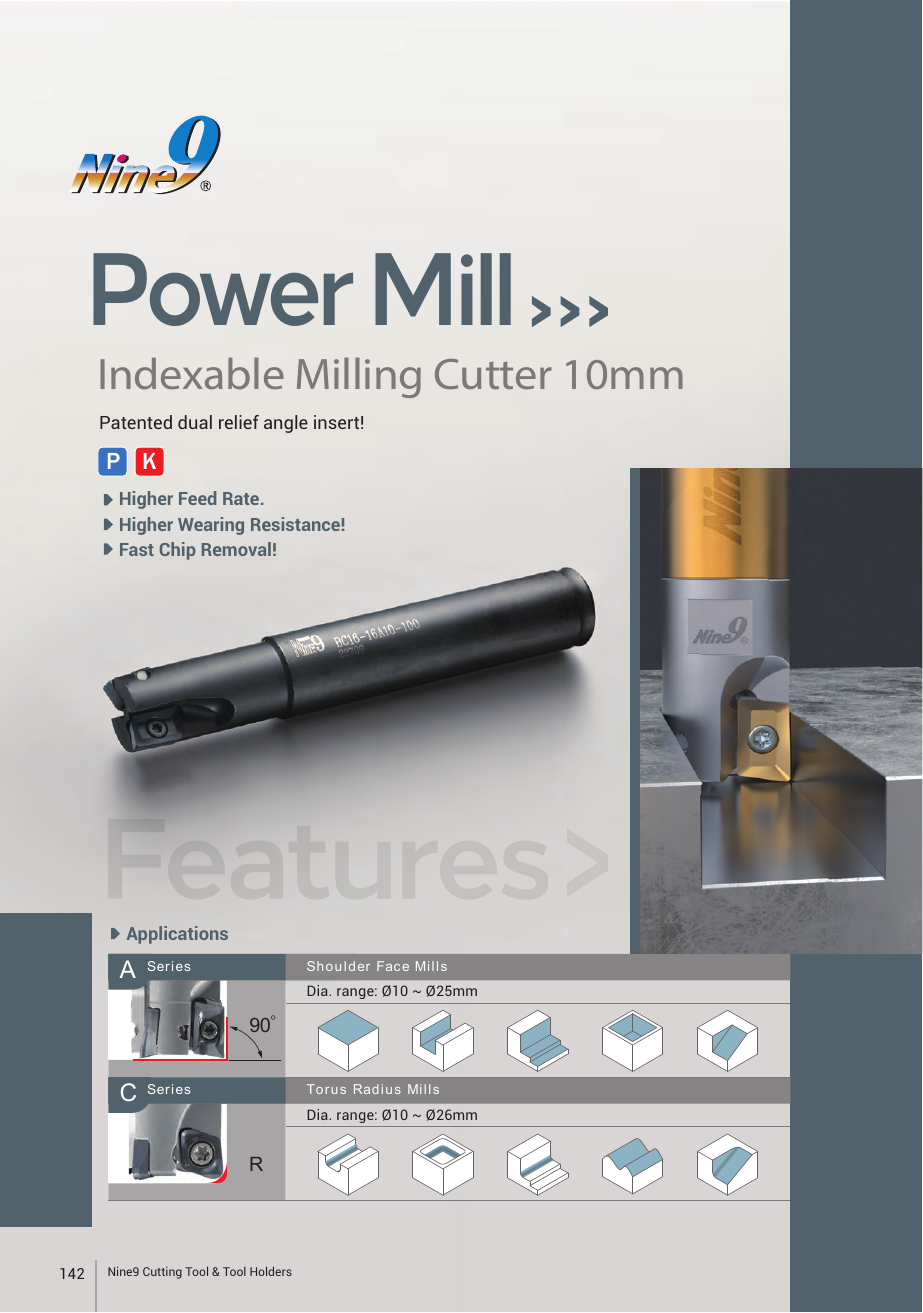 Nine9®
Power Mill >>>
Indexable Milling Cutter 10mm
Patented dual relief angle insert!
P K
Higher Feed Rate.
Higher Wearing Resistance!
Fast Chip Removal!
Nine9
Nine9®
Nine9 BC16-16A10-100
Features>
Applications
A Series
Shoulder Face Mills
Dia. range: Ø10 ~ Ø25mm
90°
C Series
Torus Radius Mills
Dia. range: Ø10 ~ Ø26mm
R
142
Nine9 Cutting Tool & Tool Holders